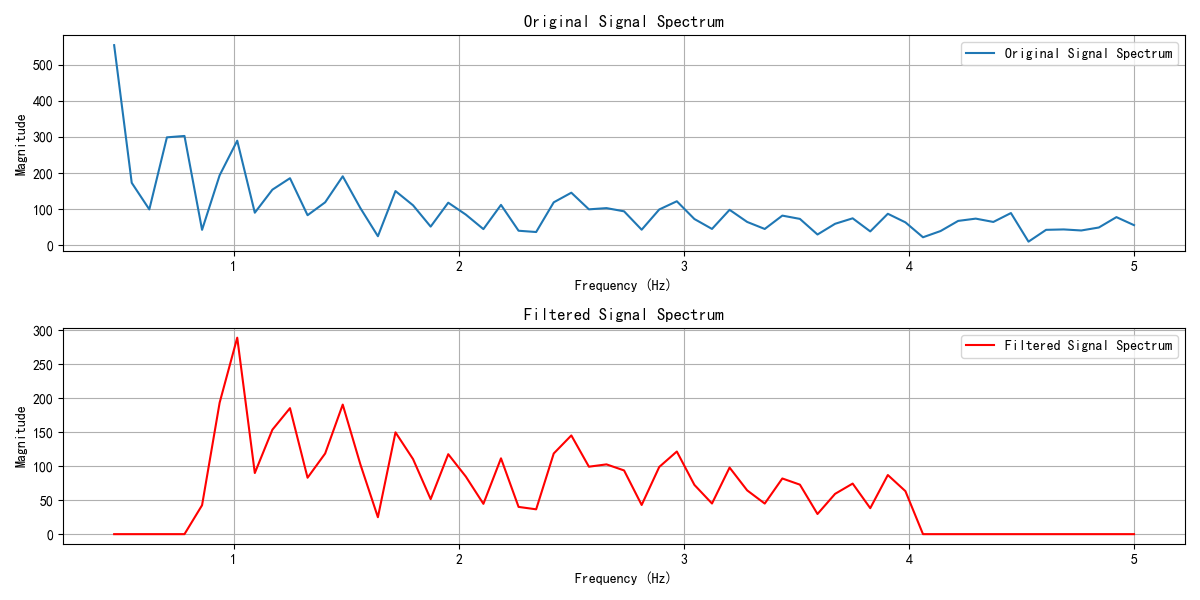 Original Signal Spectrum
Original Signal Spectrum
Magnitude
500
400
300
200
100
0
1 2 3 4 5
Frequency (Hz)
Filtered Signal Spectrum
Filtered Signal Spectrum
Magnitude
300
250
200
150
100
50
0
1 2 3 4 5
Frequency (Hz)